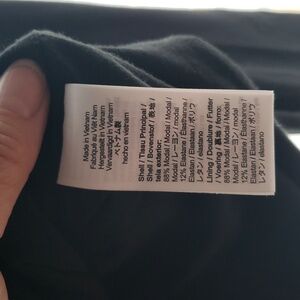 Made in Vietnam
Fabriqué au Viêt Nam
Hergestellt in Vietnam
Vervaardigd in Vietnam
ベトナム製
hecho en vietnam
Shell / Tissu Principal /
Shell / Bovenstof / 表地 /
tela exterior:
88% Modal / Modal / Modal /
Modal / レーヨン / modal
12% Elastane / Elasthanne /
Elastan / Elastaan / ポリウ
レタン / elastano
Lining / Doublure / Futter
/ Voering / 裏地 / forro:
88% Modal / Modal / Modal /
Modal / レーヨン / modal
12% Elastane / Elasthanne /
Elastan / Elastaan / ポリウ
レタン / elastano